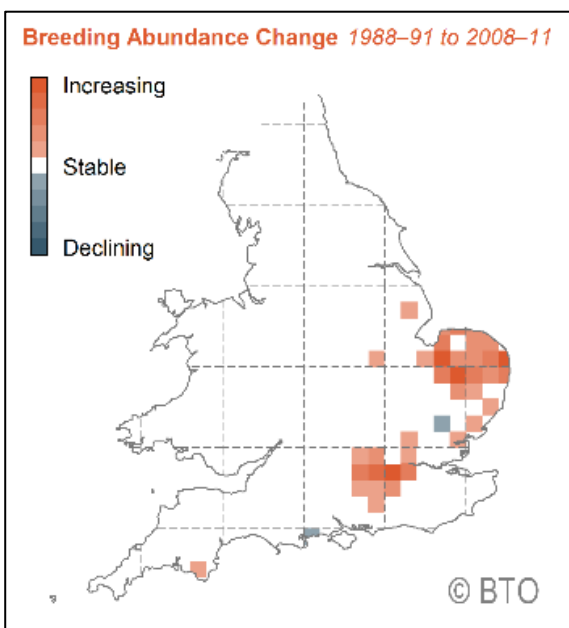 Breeding Abundance Change 1988–91 to 2008–11
Increasing
Stable
Declining
© BTO